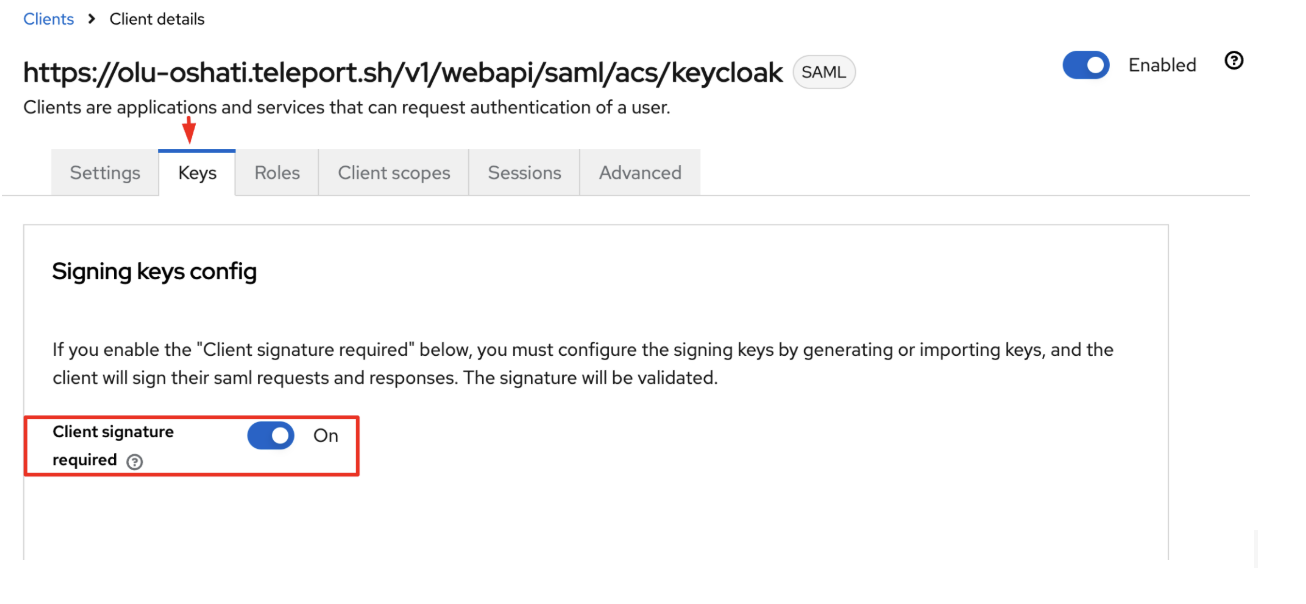 Clients > Client details
https://olu-oshati.teleport.sh/v1/webapi/saml/acs/keycloak SAML Enabled
Clients are applications and services that can request authentication of a user.
Settings Keys Roles Client scopes Sessions Advanced
Signing keys config
If you enable the "Client signature required" below, you must configure the signing keys by generating or importing keys, and the
client will sign their saml requests and responses. The signature will be validated.
Client signature On
required